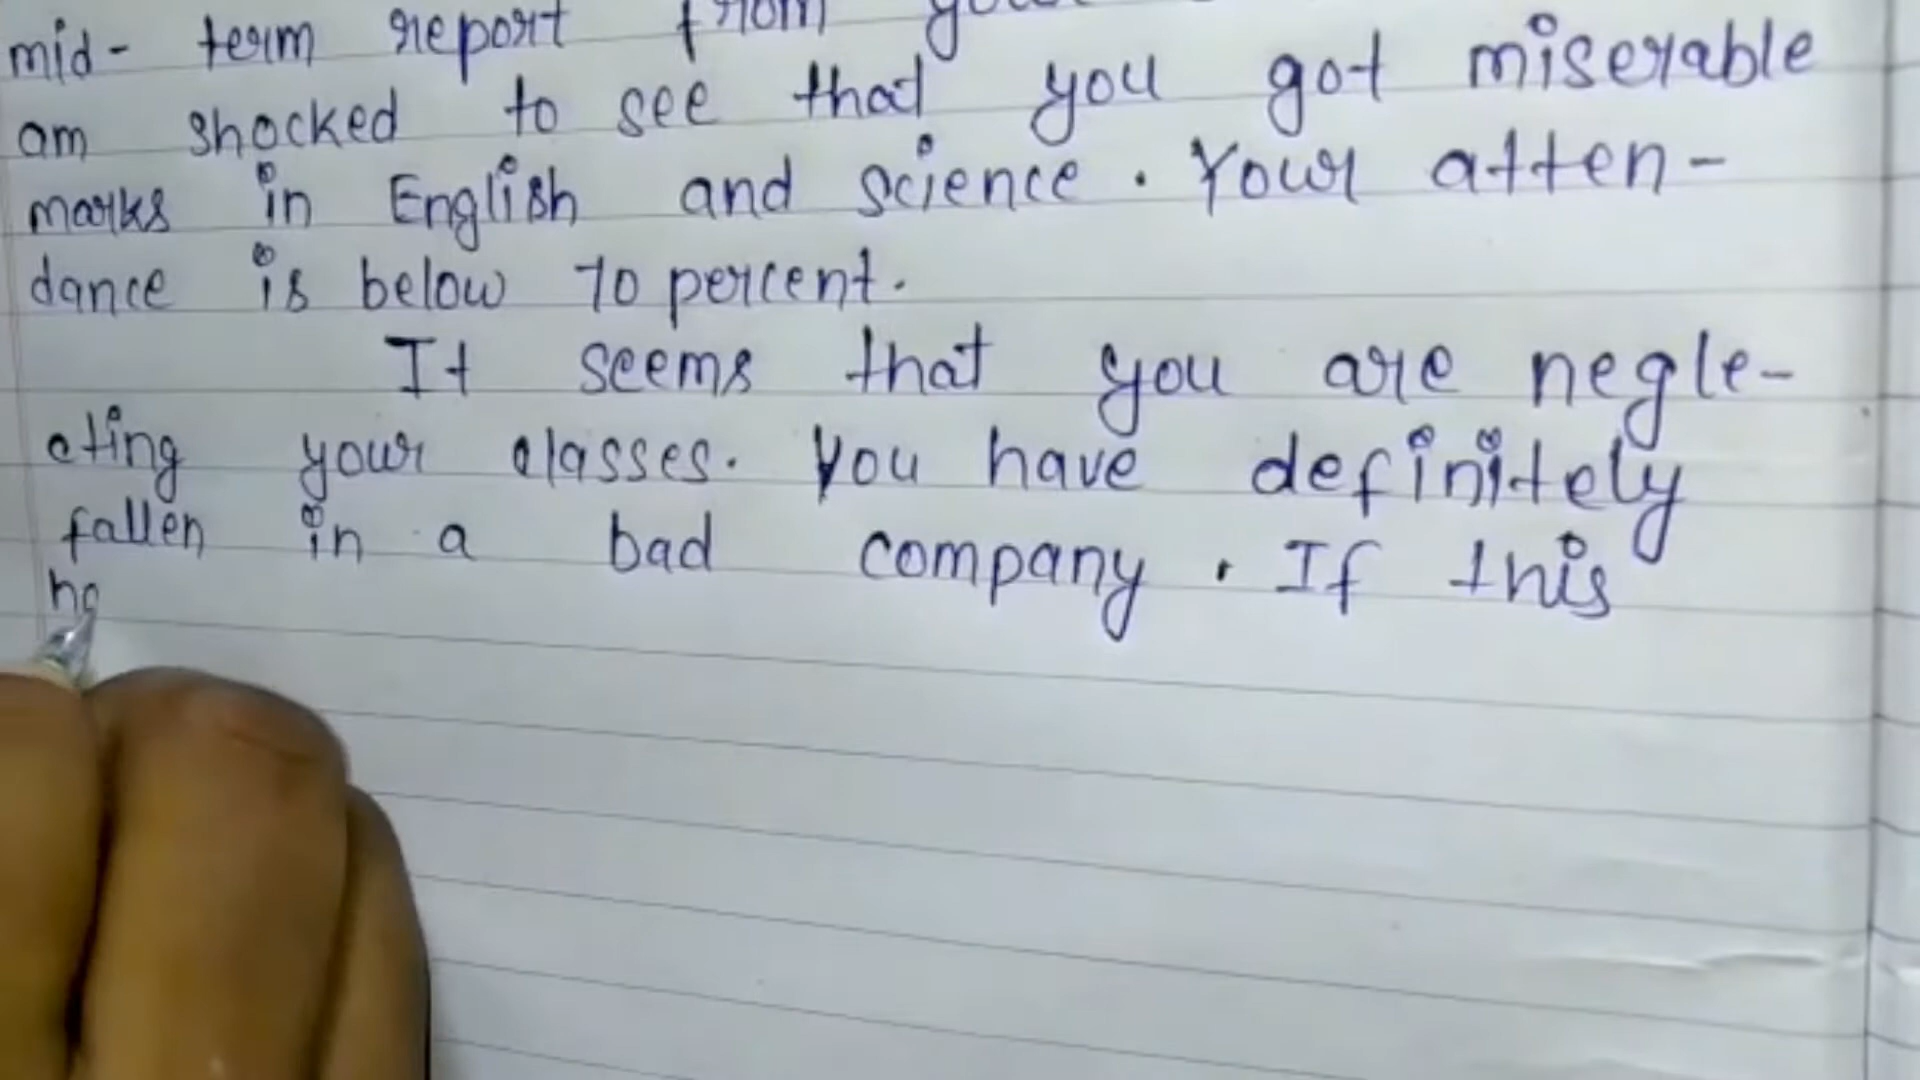 mid- term report from
am shocked to see that you got miserable
marks in English and science. Your atten-
dance is below 70 percent.
It seems that you are negle-
cting your classes. You have definitely
fallen in a bad company. If this
ha